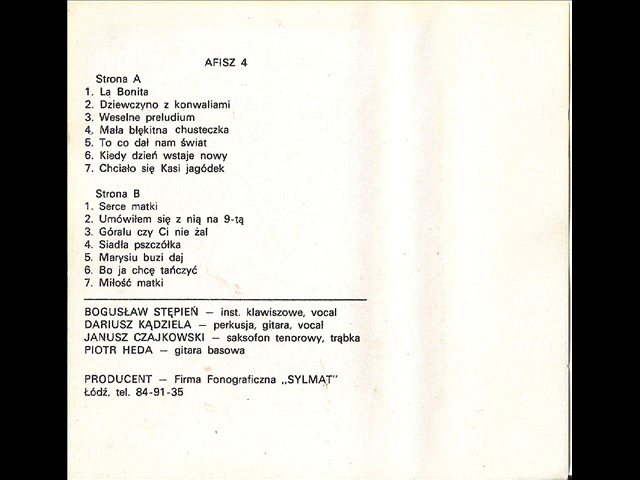 AFISZ 4
Strona A
1. La Bonita
2. Dziewczyno z konwaliami
3. Weselne preludium
4. Mała błękitna chusteczka
5. To co dał nam świat
6. Kiedy dzień wstaje nowy
7. Chciało się Kasi jagódek
Strona B
1. Serce matki
2. Umówiłem się z nią na 9-tą
3. Góralu czy Ci nie żal
4. Siadła pszczółka
5. Marysiu buzi daj
6. Bo ja chcę tańczyć
7. Miłość matki
BOGUSŁAW STĘPIEŃ — inst. klawiszowe, vocal
DARIUSZ KĄDZIELA — perkusja, gitara, vocal
JANUSZ CZAJKOWSKI — saksofon tenorowy, trąbka
PIOTR HEDA — gitara basowa
PRODUCENT — Firma Fonograficzna „SYLMAT”
Łódź, tel. 84-91-35